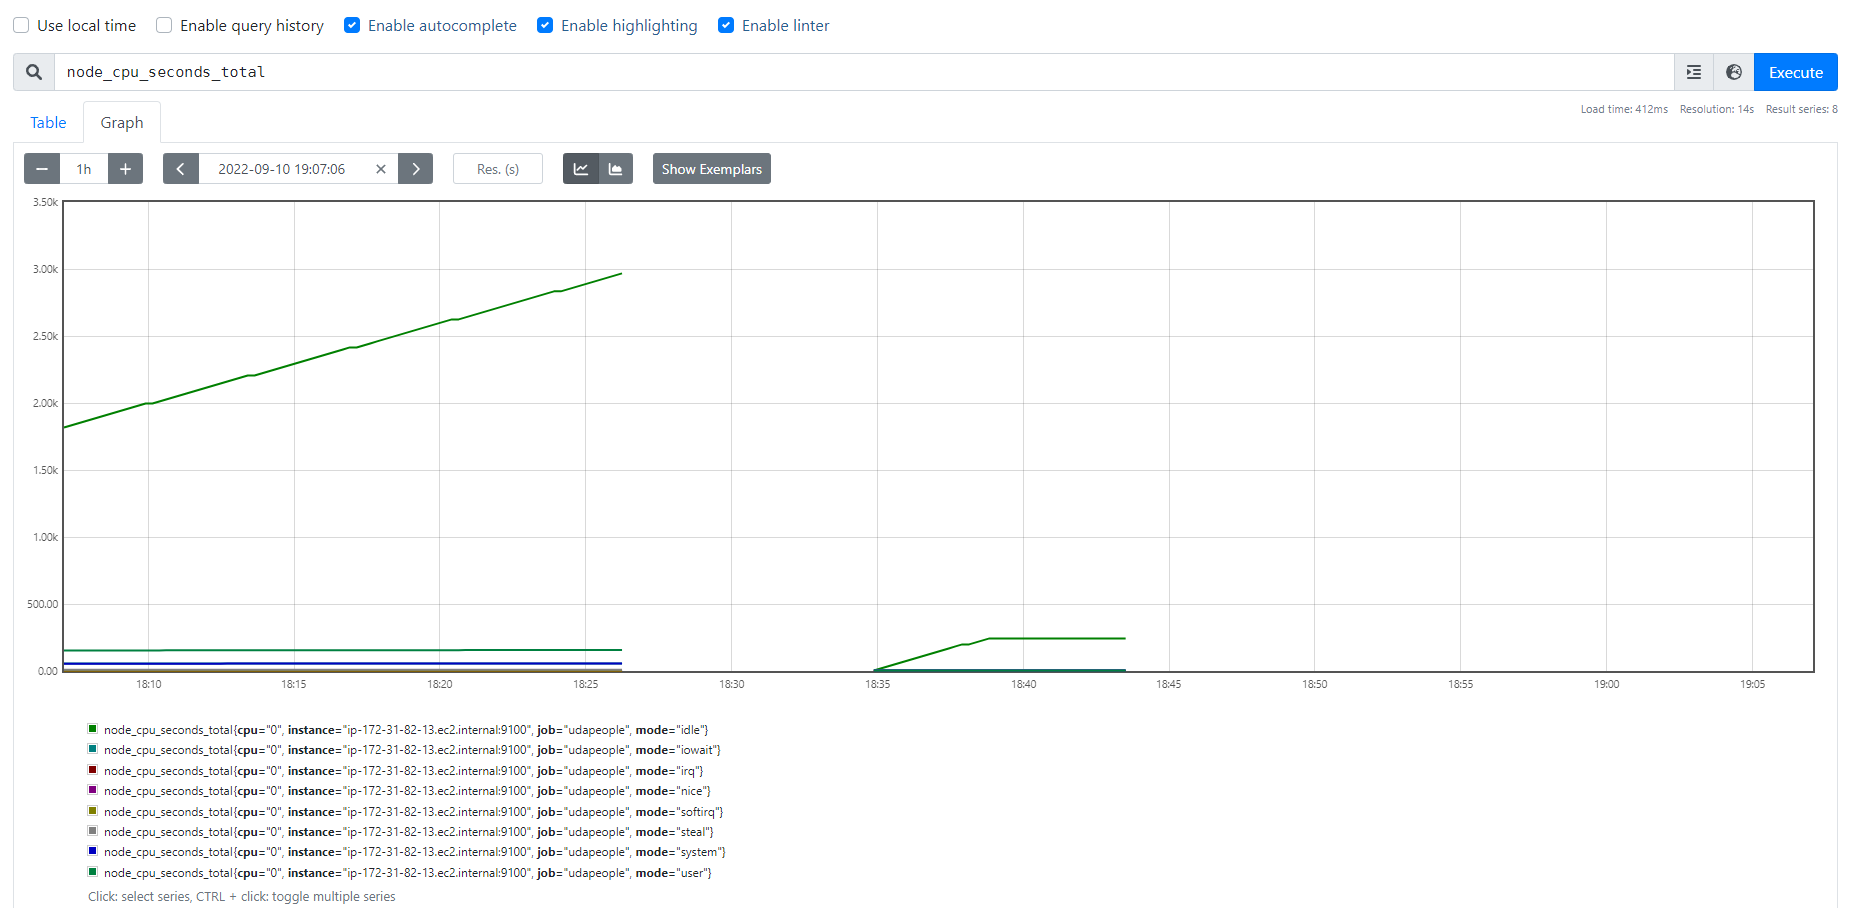 Use local time Enable query history Enable autocomplete Enable highlighting Enable linter
node_cpu_seconds_total Execute
Load time: 412ms Resolution: 14s Result series: 8
Table Graph
1h 2022-09-10 19:07:06 Res. (s) Show Exemplars
3.50k
3.00k
2.50k
2.00k
1.50k
1.00k
500.00
0.00
18:10 18:15 18:20 18:25 18:30 18:35 18:40 18:45 18:50 18:55 19:00 19:05
node_cpu_seconds_total{cpu="0", instance="ip-172-31-82-13.ec2.internal:9100", job="udapeople", mode="idle"}
node_cpu_seconds_total{cpu="0", instance="ip-172-31-82-13.ec2.internal:9100", job="udapeople", mode="iowait"}
node_cpu_seconds_total{cpu="0", instance="ip-172-31-82-13.ec2.internal:9100", job="udapeople", mode="irq"}
node_cpu_seconds_total{cpu="0", instance="ip-172-31-82-13.ec2.internal:9100", job="udapeople", mode="nice"}
node_cpu_seconds_total{cpu="0", instance="ip-172-31-82-13.ec2.internal:9100", job="udapeople", mode="softirq"}
node_cpu_seconds_total{cpu="0", instance="ip-172-31-82-13.ec2.internal:9100", job="udapeople", mode="steal"}
node_cpu_seconds_total{cpu="0", instance="ip-172-31-82-13.ec2.internal:9100", job="udapeople", mode="system"}
node_cpu_seconds_total{cpu="0", instance="ip-172-31-82-13.ec2.internal:9100", job="udapeople", mode="user"}
Click: select series, CTRL + click: toggle multiple series